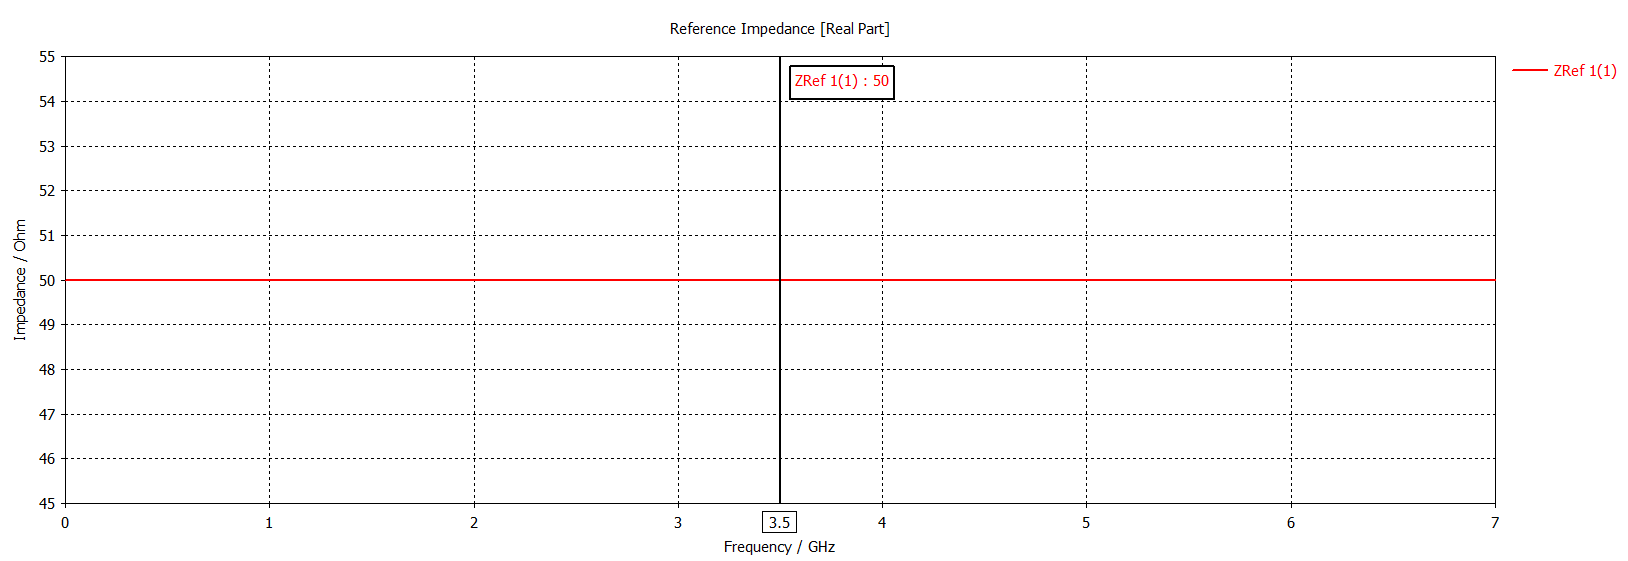 Reference Impedance [Real Part]
55
54
53
52
51
50
49
48
47
46
45
Impedance / Ohm
ZRef 1(1) : 50
ZRef 1(1)
0 1 2 3 3.5 4 5 6 7
Frequency / GHz